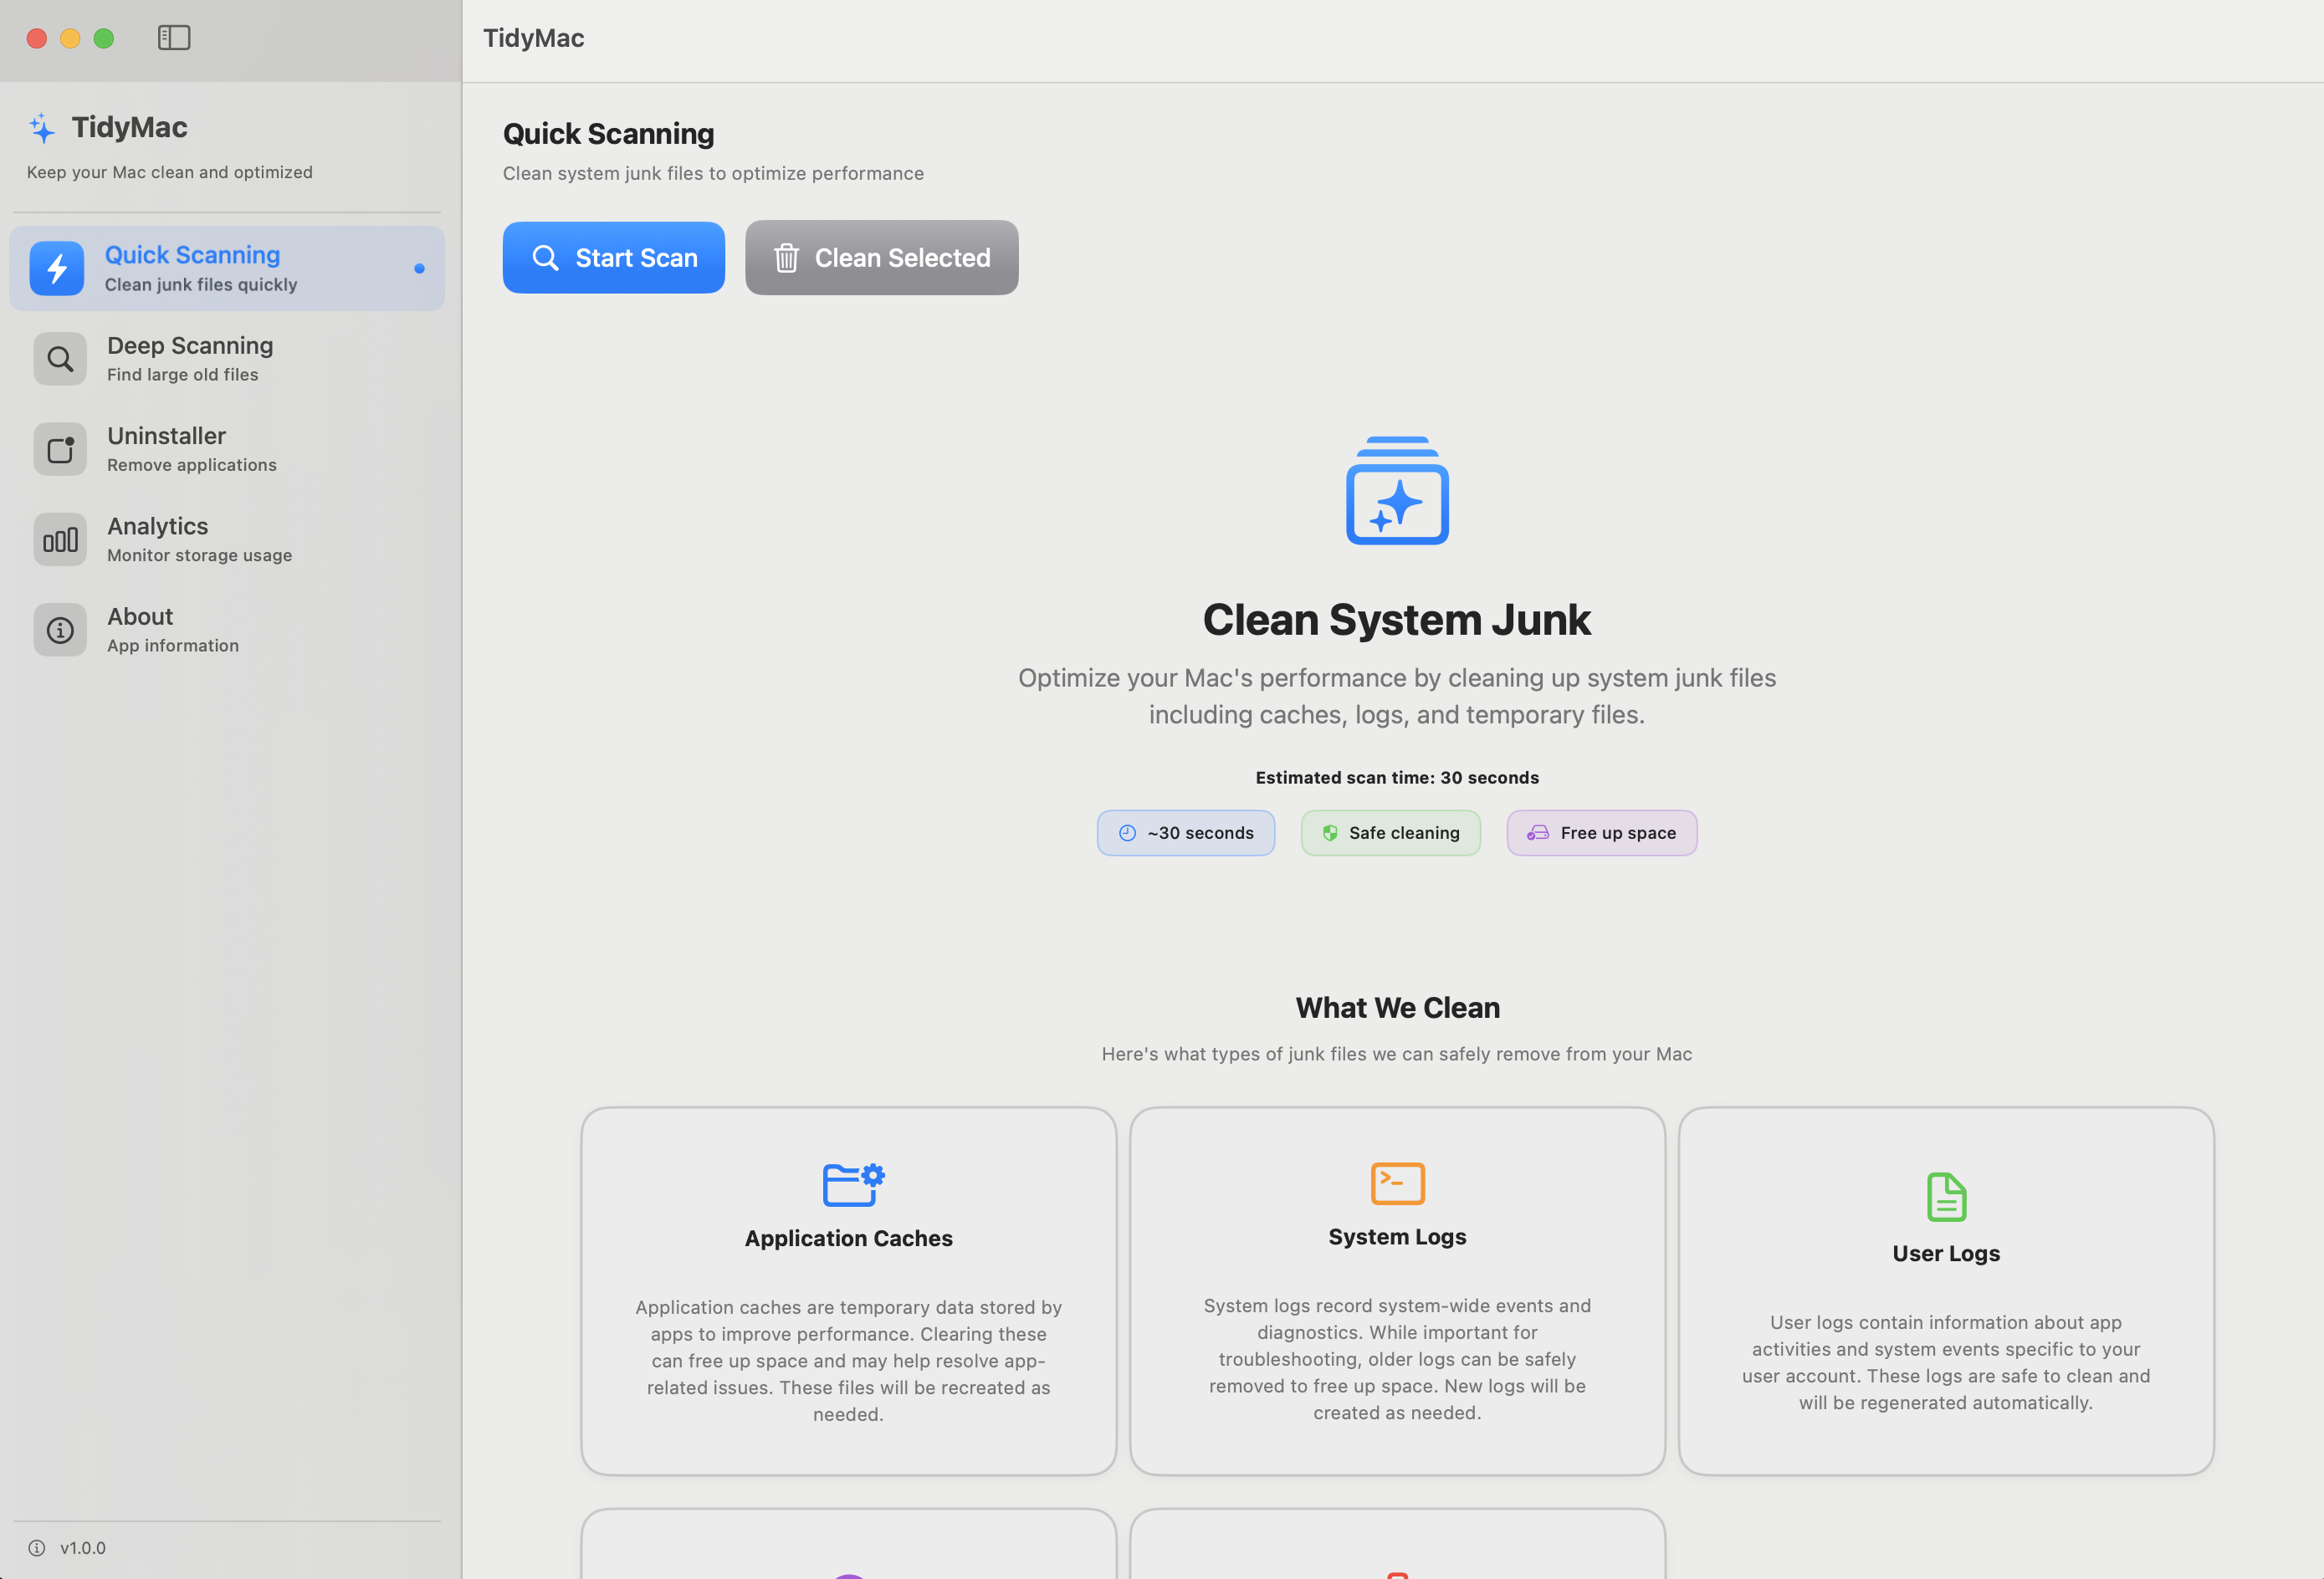 TidyMac
TidyMac
Keep your Mac clean and optimized
Quick Scanning
Clean junk files quickly
Deep Scanning
Find large old files
Uninstaller
Remove applications
Analytics
Monitor storage usage
About
App information
v1.0.0
Quick Scanning
Clean system junk files to optimize performance
Start Scan
Clean Selected
Clean System Junk
Optimize your Mac's performance by cleaning up system junk files
including caches, logs, and temporary files.
Estimated scan time: 30 seconds
~30 seconds
Safe cleaning
Free up space
What We Clean
Here's what types of junk files we can safely remove from your Mac
Application Caches
Application caches are temporary data stored by
apps to improve performance. Clearing these
can free up space and may help resolve app-
related issues. These files will be recreated as
needed.
System Logs
System logs record system-wide events and
diagnostics. While important for
troubleshooting, older logs can be safely
removed to free up space. New logs will be
created as needed.
User Logs
User logs contain information about app
activities and system events specific to your
user account. These logs are safe to clean and
will be regenerated automatically.